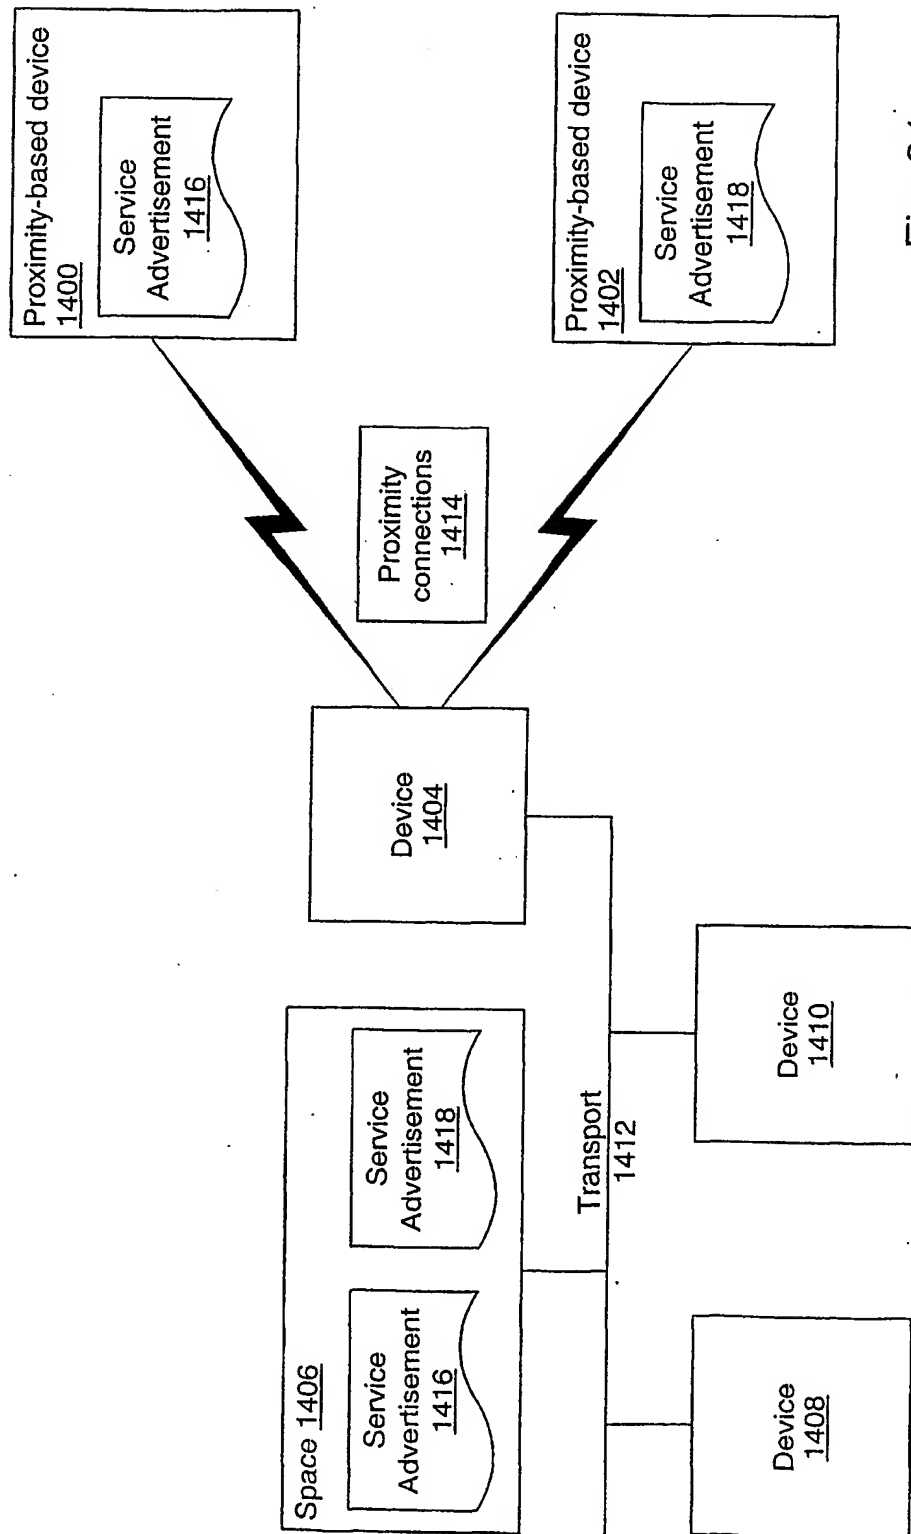 Proximity-based device
1400
Service
Advertisement
1416
Proximity-based device
1402
Service
Advertisement
1418
Proximity
connections
1414
Device
1404
Space 1406
Service
Advertisement
1416
Service
Advertisement
1418
Transport
1412
Device
1408
Device
1410